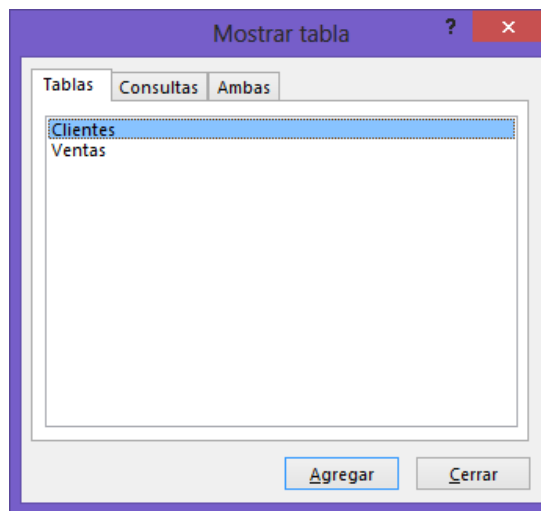 Mostrar tabla ?
Tablas Consultas Ambas
Clientes
Ventas
Agregar Cerrar